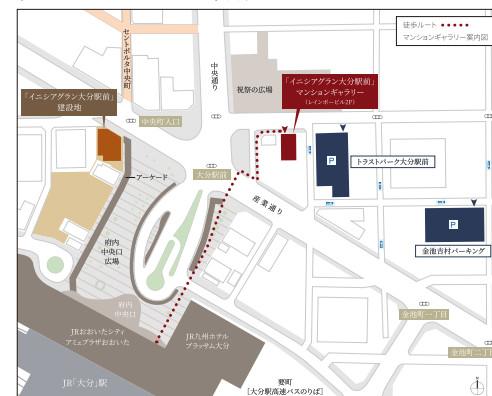 徒歩ルート
マンションギャラリー案内図
セントポルタ中央町
中央通り
祝祭の広場
「イニシアグラン大分駅前」
マンションギャラリー
(レインボービル2F)
「イニシアグラン大分駅前」
建設地
中央町入口
アーケード
大分駅前
産業通り
P
トラストパーク大分駅前
P
金池吉村パーキング
府内
中央口
広場
府内
中央口
JRおおいたシティ
アミュプラザおおいた
JR九州ホテル
ブラッサム大分
JR「大分」駅
要町
[大分駅高速バスのりば]
金池町一丁目
金池町二丁目
N